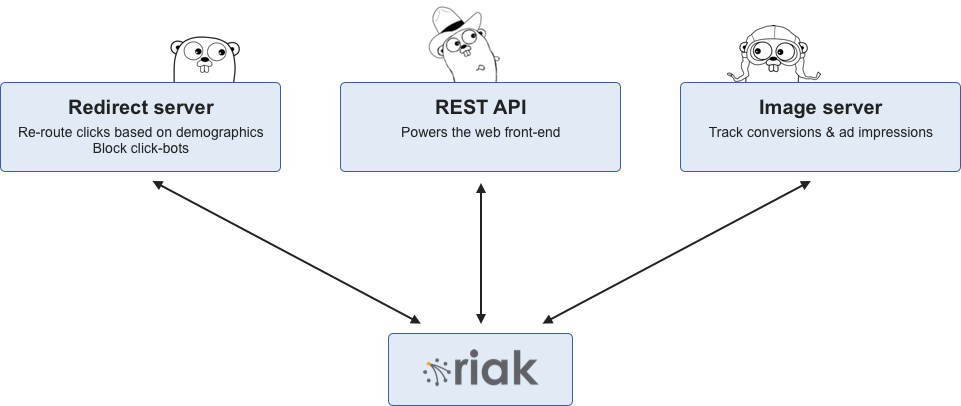 Redirect server
Re-route clicks based on demographics
Block click-bots
REST API
Powers the web front-end
Image server
Track conversions & ad impressions
riak